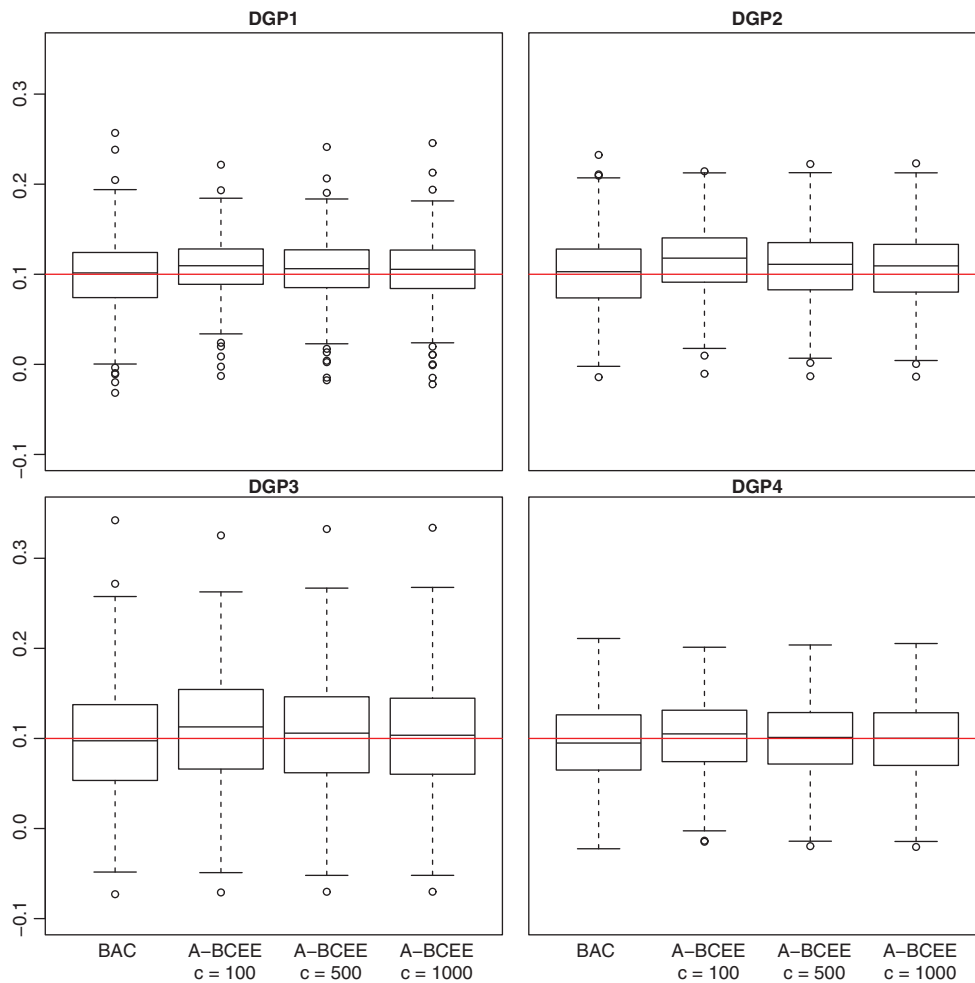 DGP1
DGP2
0.3
0.2
0.1
0.0
−0.1
DGP3
DGP4
0.3
0.2
0.1
0.0
−0.1
BAC
A−BCEE
c = 100
A−BCEE
c = 500
A−BCEE
c = 1000
BAC
A−BCEE
c = 100
A−BCEE
c = 500
A−BCEE
c = 1000